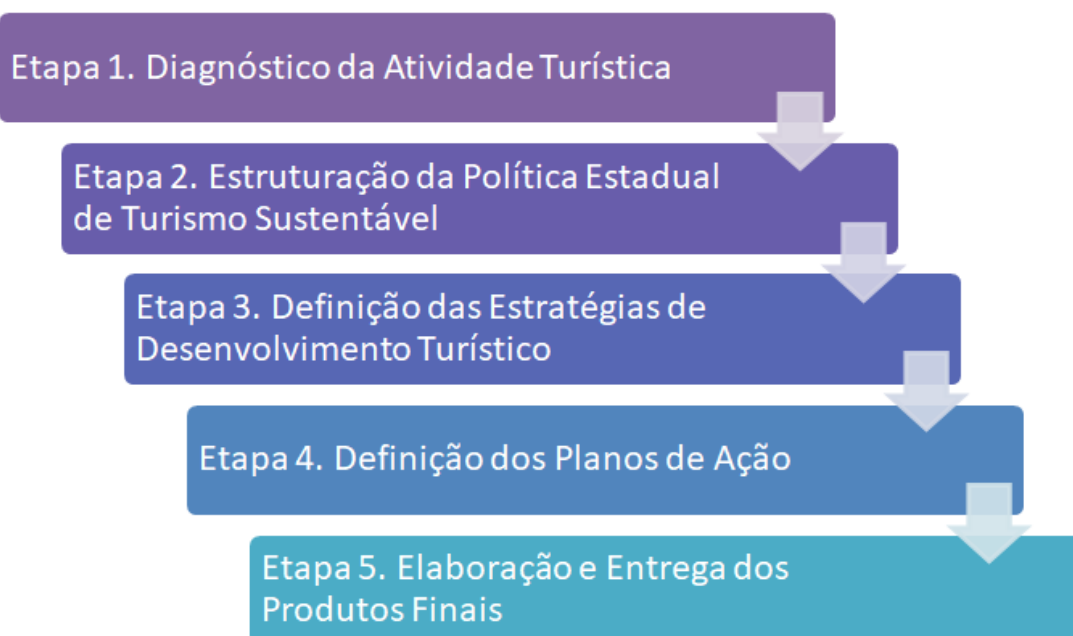 Etapa 1. Diagnóstico da Atividade Turística
Etapa 2. Estruturação da Política Estadual
de Turismo Sustentável
Etapa 3. Definição das Estratégias de
Desenvolvimento Turístico
Etapa 4. Definição dos Planos de Ação
Etapa 5. Elaboração e Entrega dos
Produtos Finais